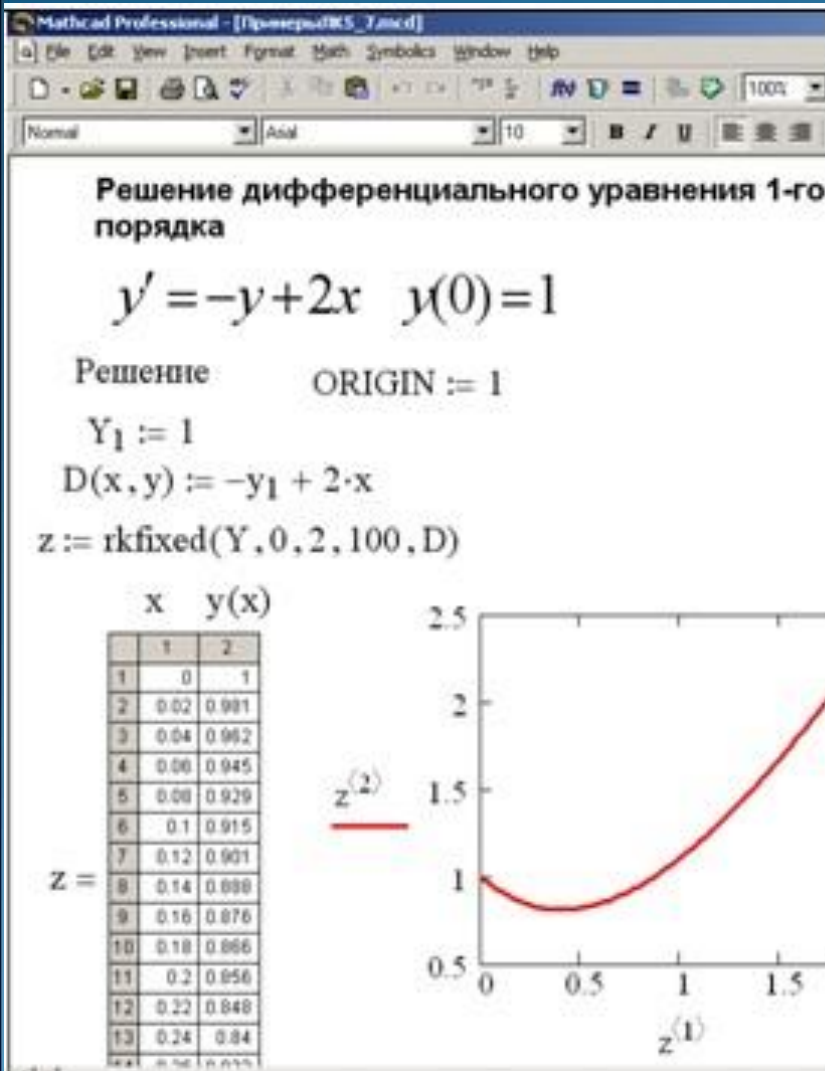 Mathcad Professional - [ПримерыПК5_7.mcd]
File Edit View Insert Format Math Symbolics Window Help
100%
Normal Arial 10 B I U
Решение дифференциального уравнения 1-го
порядка
y′ = −y + 2x y(0) = 1
Решение ORIGIN := 1
Y1 := 1
D(x,y) := −y1 + 2·x
z := rkfixed(Y,0,2,100,D)
x y(x)
1 2
1 0 1
2 0.02 0.981
3 0.04 0.962
4 0.06 0.945
5 0.08 0.929
6 0.1 0.915
7 0.12 0.901
8 0.14 0.888
9 0.16 0.876
10 0.18 0.866
11 0.2 0.856
12 0.22 0.848
13 0.24 0.84
z =
2.5
2
1.5
1
0.5
z⟨2⟩
0 0.5 1 1.5
z⟨1⟩